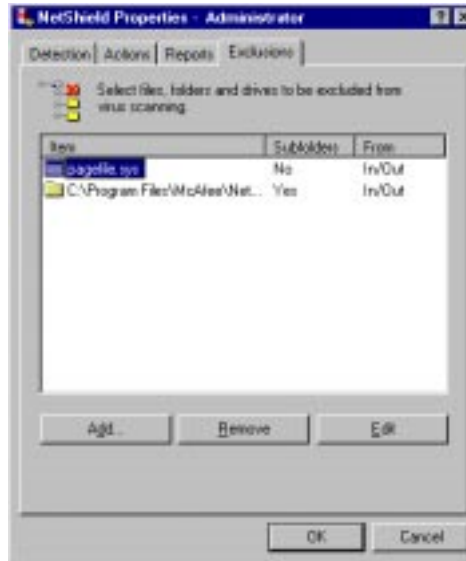 NetShield Properties - Administrator
Detection Actions Reports Exclusions
Select files, folders and drives to be excluded from
virus scanning.
Item Subfolders From
pagefile.sys No In/Out
C:\Program Files\McAfee\Net... Yes In/Out
Add... Remove Edit
OK Cancel